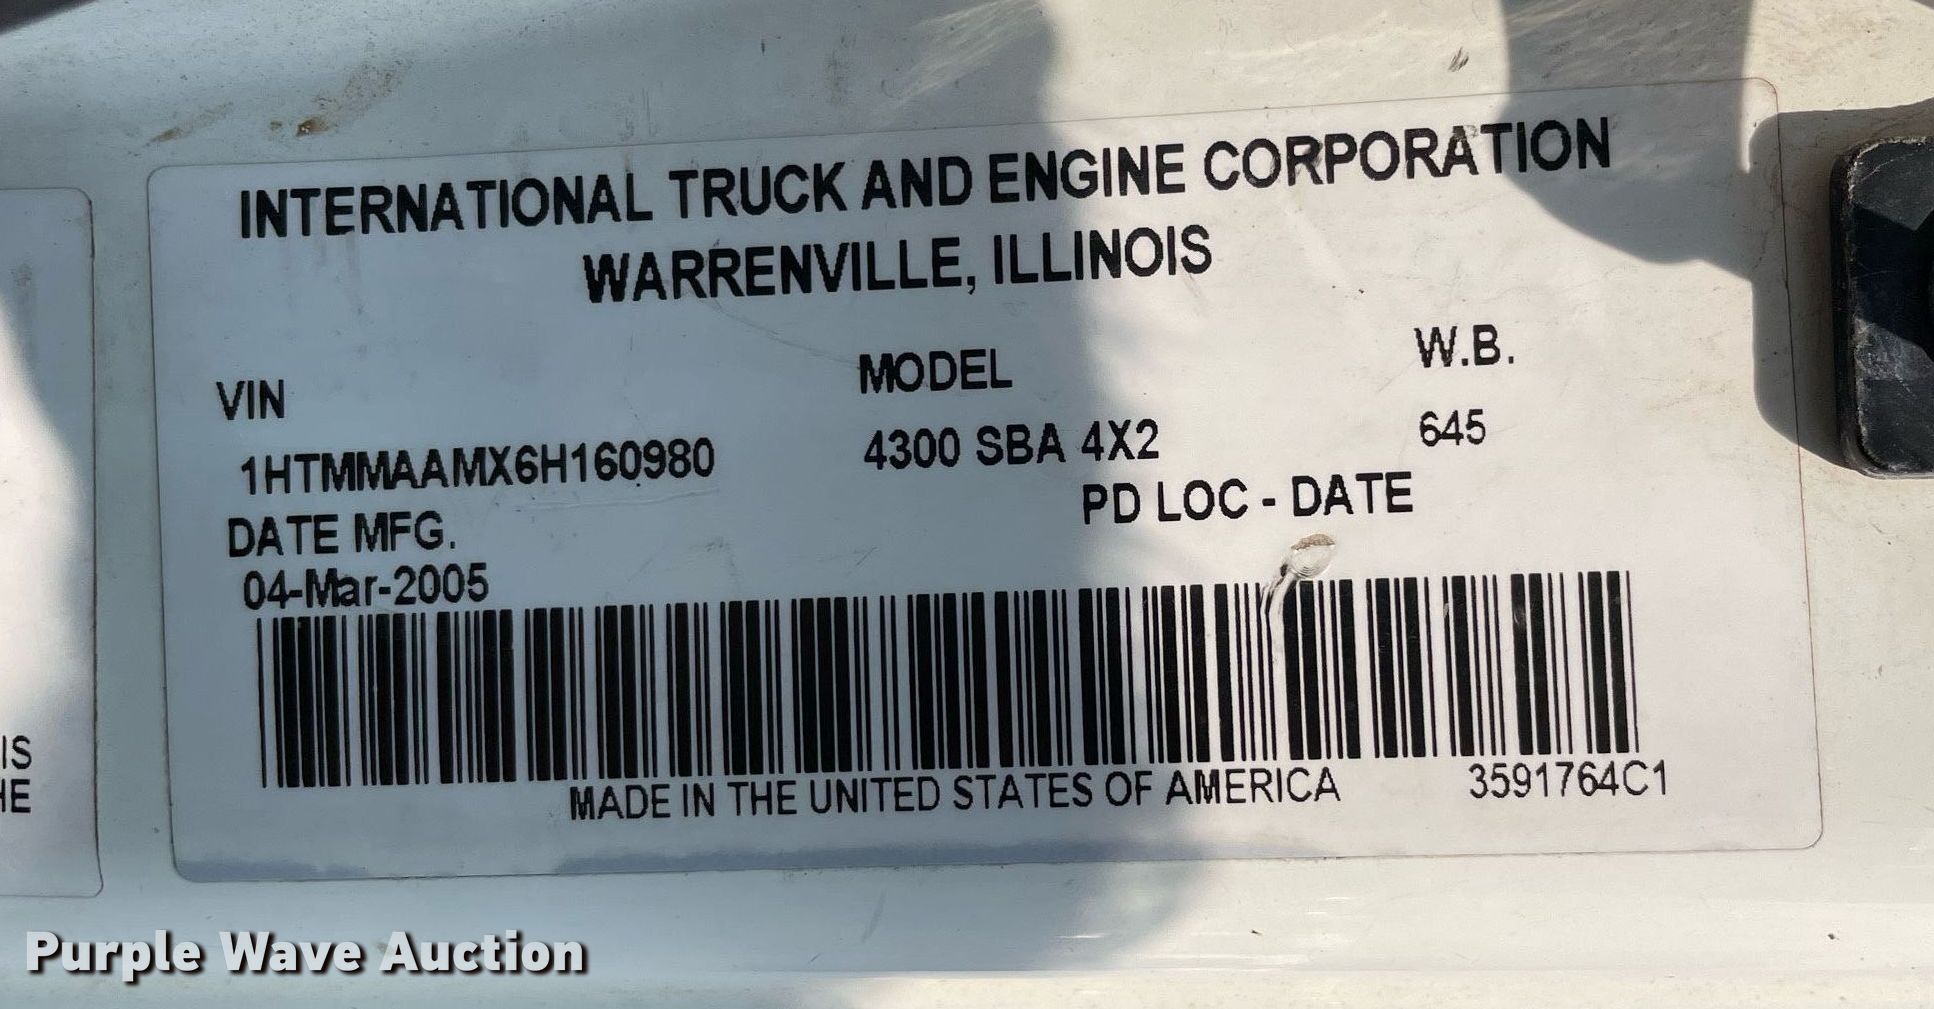 INTERNATIONAL TRUCK AND ENGINE CORPORATION
WARRENVILLE, ILLINOIS
VIN MODEL W.B.
1HTMMAAMX6H160980 4300 SBA 4X2 645
DATE MFG. PD LOC - DATE
04-Mar-2005
MADE IN THE UNITED STATES OF AMERICA 3591764C1
IS
HE
Purple Wave Auction